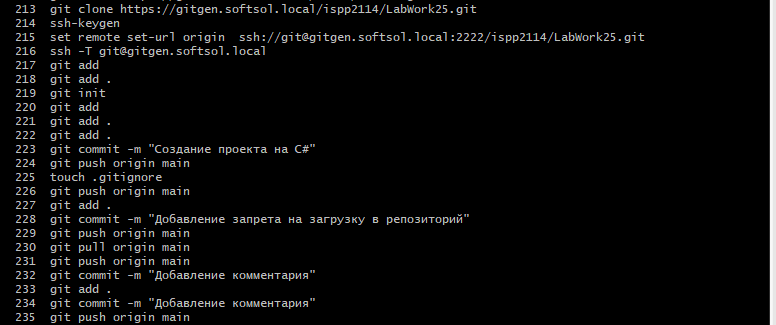 213 git clone https://gitgen.softsol.local/ispp2114/LabWork25.git
214 ssh-keygen
215 set remote set-url origin ssh://git@gitgen.softsol.local:2222/ispp2114/LabWork25.git
216 ssh -T git@gitgen.softsol.local
217 git add
218 git add .
219 git init
220 git add
221 git add .
222 git add .
223 git commit -m "Создание проекта на C#"
224 git push origin main
225 touch .gitignore
226 git push origin main
227 git add .
228 git commit -m "Добавление запрета на загрузку в репозиторий"
229 git push origin main
230 git pull origin main
231 git push origin main
232 git commit -m "Добавление комментария"
233 git add .
234 git commit -m "Добавление комментария"
235 git push origin main